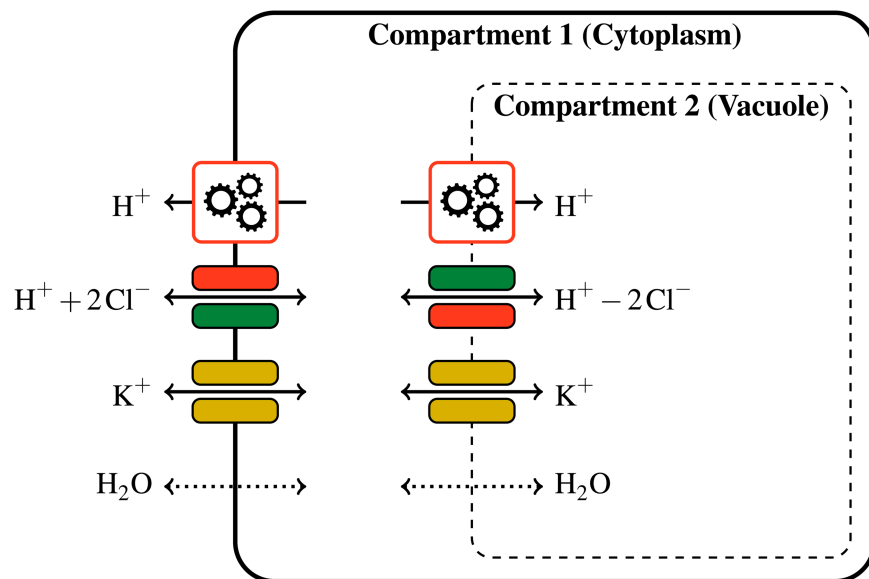 Compartment 1 (Cytoplasm)
Compartment 2 (Vacuole)
H⁺ H⁺
H⁺ + 2Cl⁻ H⁺ − 2Cl⁻
K⁺ K⁺
H₂O H₂O